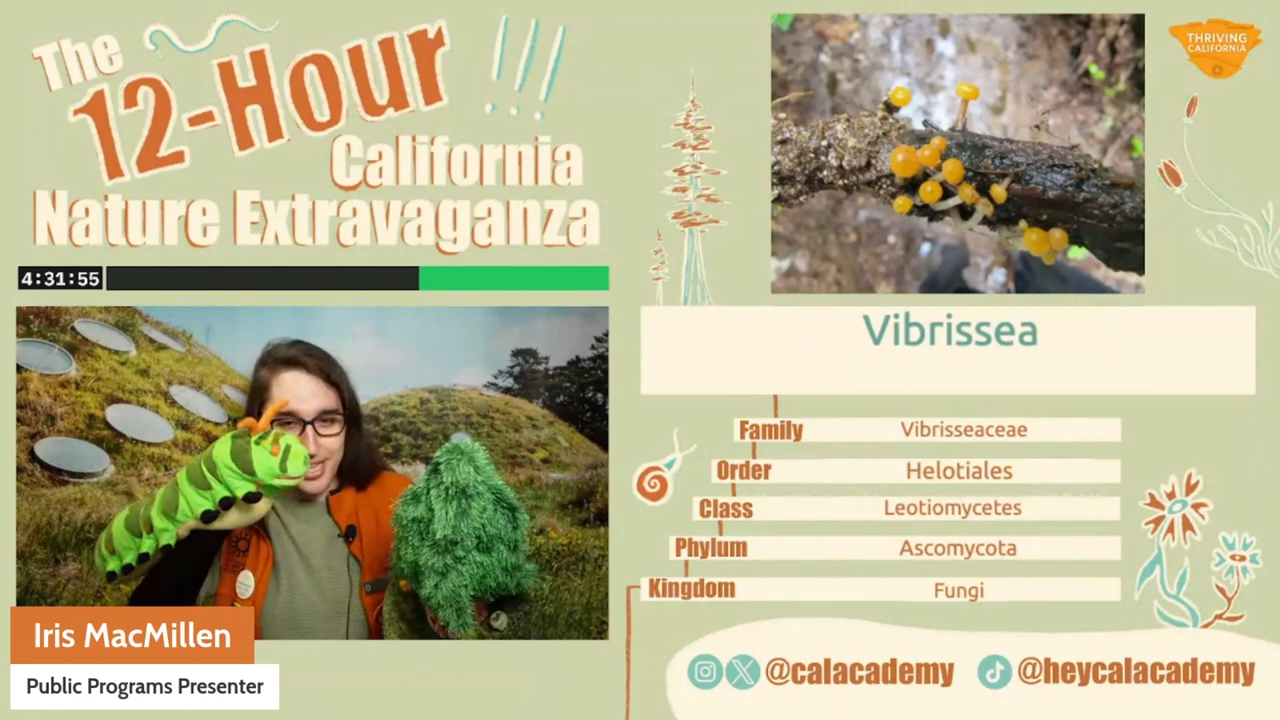 The
12-Hour
!!!
California
Nature Extravaganza
4:31:55
THRIVING
CALIFORNIA
Vibrissea
Family Vibrisseaceae
Order Helotiales
Class Leotiomycetes
Phylum Ascomycota
Kingdom Fungi
Iris MacMillen
Public Programs Presenter
@calacademy @heycalacademy